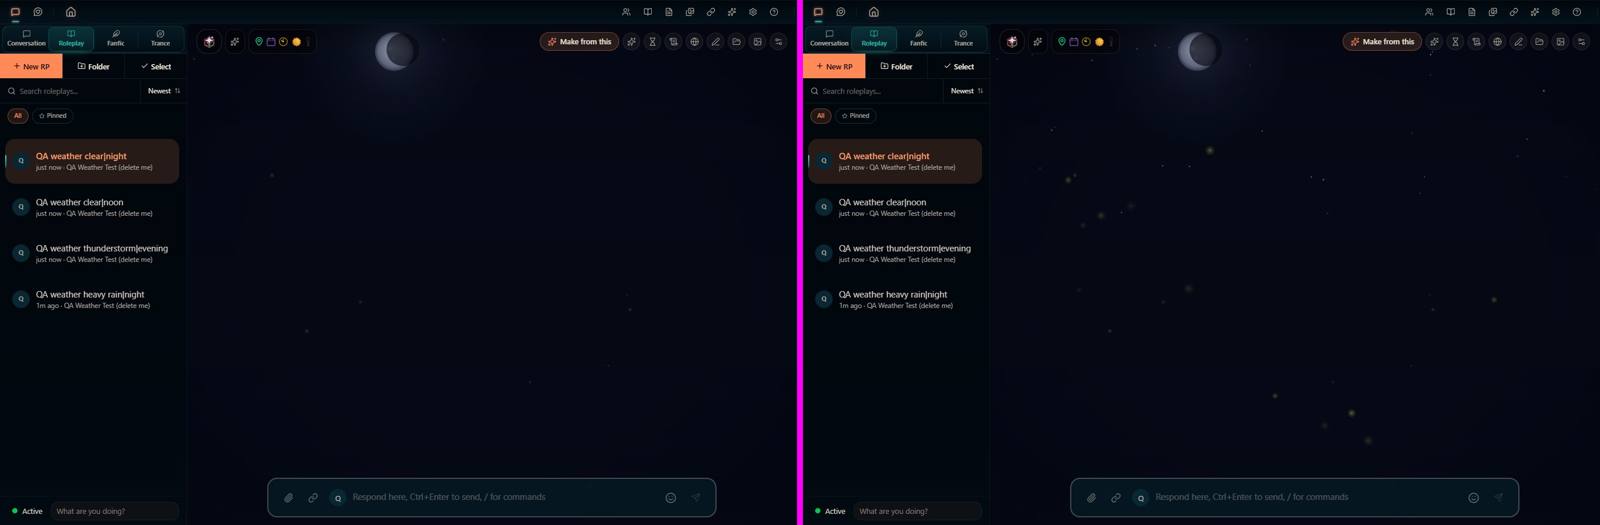 Conversation
Roleplay
Fanfic
Trance
Make from this
+ New RP
Folder
Select
Search roleplays...
Newest
All
Pinned
Q
QA weather clear|night
just now · QA Weather Test (delete me)
Q
QA weather clear|noon
just now · QA Weather Test (delete me)
Q
QA weather thunderstorm|evening
just now · QA Weather Test (delete me)
Q
QA weather heavy rain|night
1m ago · QA Weather Test (delete me)
Q
Respond here, Ctrl+Enter to send, / for commands
Active
What are you doing?
Conversation
Roleplay
Fanfic
Trance
Make from this
+ New RP
Folder
Select
Search roleplays...
Newest
All
Pinned
Q
QA weather clear|night
just now · QA Weather Test (delete me)
Q
QA weather clear|noon
just now · QA Weather Test (delete me)
Q
QA weather thunderstorm|evening
just now · QA Weather Test (delete me)
Q
QA weather heavy rain|night
1m ago · QA Weather Test (delete me)
Q
Respond here, Ctrl+Enter to send, / for commands
Active
What are you doing?